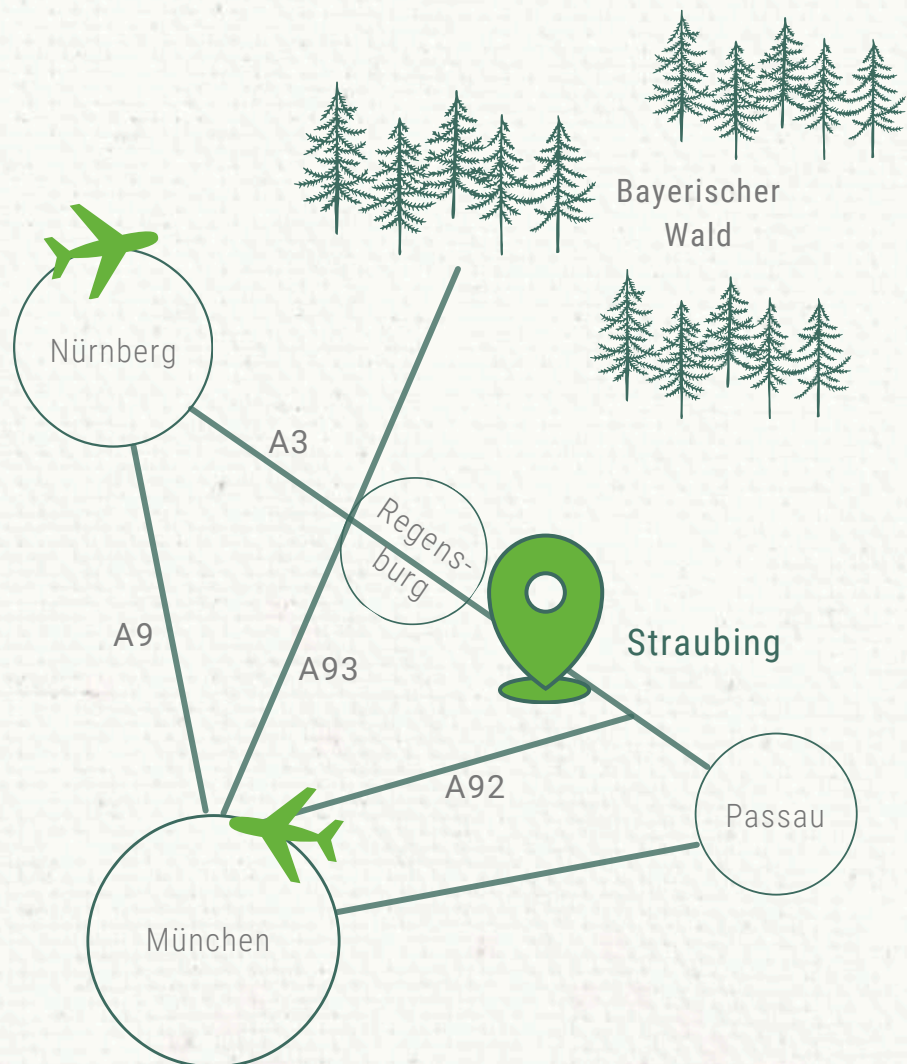 Bayerischer
Wald
Nürnberg
A3
Regens-
burg
A9
Straubing
A93
A92
Passau
München